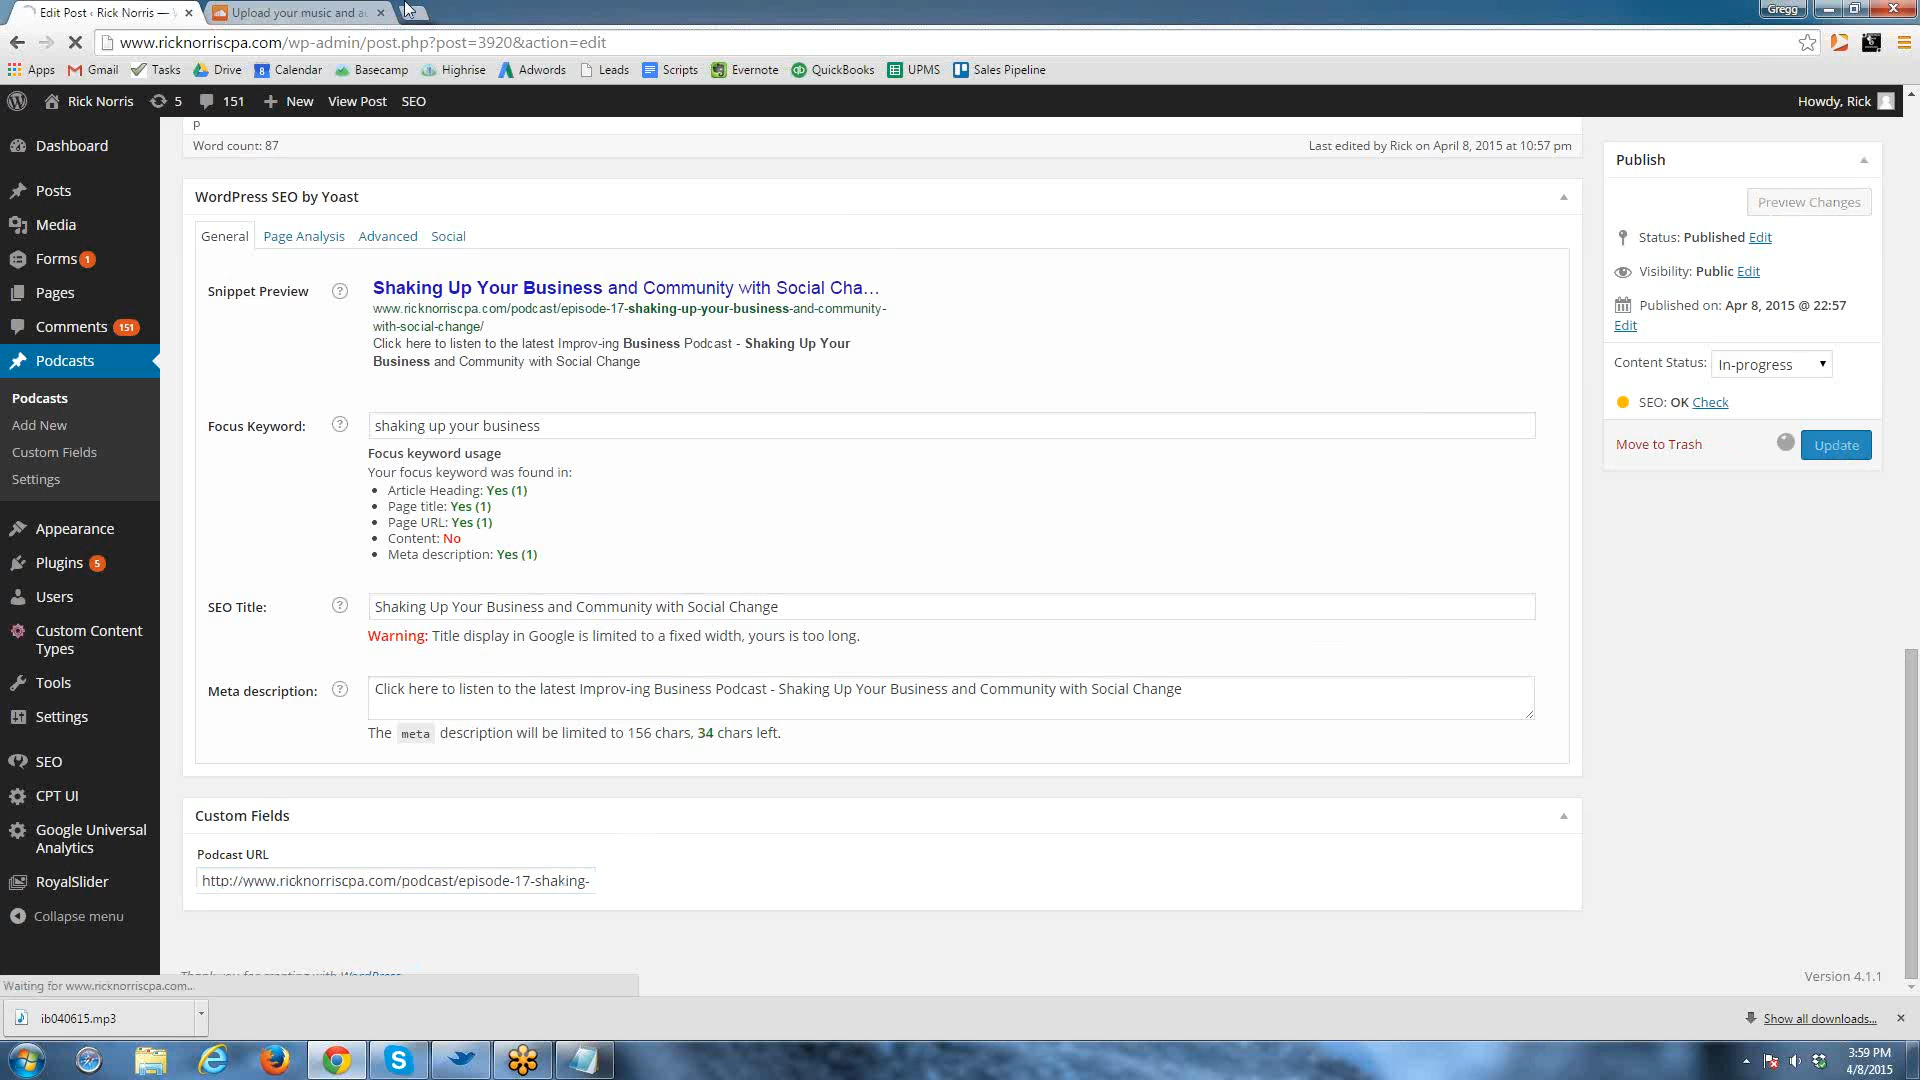 Edit Post ‹ Rick Norris —
Upload your music and au
Gregg
www.ricknorriscpa.com/wp-admin/post.php?post=3920&action=edit
Apps Gmail Tasks Drive Calendar Basecamp Highrise Adwords Leads Scripts Evernote QuickBooks UPMS Sales Pipeline
Rick Norris 5 151 New View Post SEO Howdy, Rick
Dashboard
Posts
Media
Forms 1
Pages
Comments 151
Podcasts
Podcasts
Add New
Custom Fields
Settings
Appearance
Plugins 5
Users
Custom Content
Types
Tools
Settings
SEO
CPT UI
Google Universal
Analytics
RoyalSlider
Collapse menu
p
Word count: 87 Last edited by Rick on April 8, 2015 at 10:57 pm
WordPress SEO by Yoast
General Page Analysis Advanced Social
Snippet Preview ?
Shaking Up Your Business and Community with Social Cha...
www.ricknorriscpa.com/podcast/episode-17-shaking-up-your-business-and-community-
with-social-change/
Click here to listen to the latest Improv-ing Business Podcast - Shaking Up Your
Business and Community with Social Change
Focus Keyword: ? shaking up your business
Focus keyword usage
Your focus keyword was found in:
• Article Heading: Yes (1)
• Page title: Yes (1)
• Page URL: Yes (1)
• Content: No
• Meta description: Yes (1)
SEO Title: ? Shaking Up Your Business and Community with Social Change
Warning: Title display in Google is limited to a fixed width, yours is too long.
Meta description: ? Click here to listen to the latest Improv-ing Business Podcast - Shaking Up Your Business and Community with Social Change
The meta description will be limited to 156 chars, 34 chars left.
Custom Fields
Podcast URL
http://www.ricknorriscpa.com/podcast/episode-17-shaking-
Thank you for creating with WordPress
Version 4.1.1
Publish
Preview Changes
Status: Published Edit
Visibility: Public Edit
Published on: Apr 8, 2015 @ 22:57
Edit
Content Status: In-progress
SEO: OK Check
Move to Trash Update
Waiting for www.ricknorriscpa.com...
ib040615.mp3
Show all downloads...
3:59 PM
4/8/2015